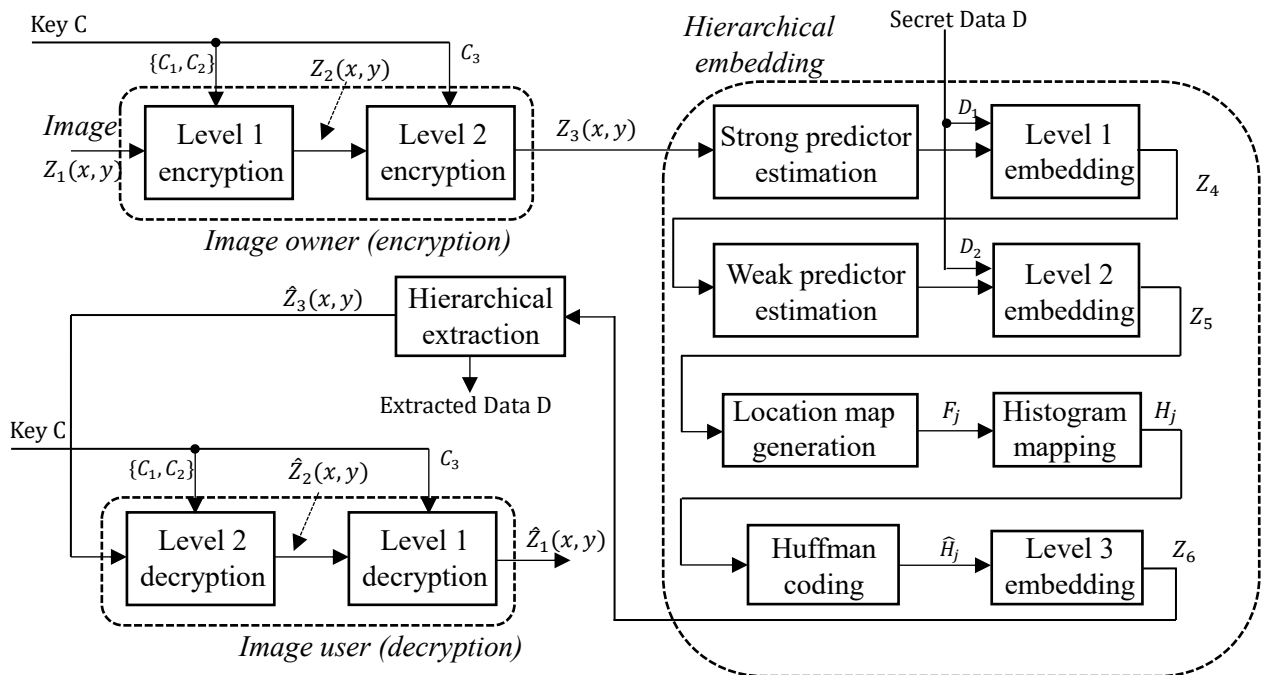 Key C
{C₁, C₂}
C₃
Z₂(x, y)
Image
Z₁(x, y)
Level 1
encryption
Level 2
encryption
Z₃(x, y)
Image owner (encryption)
Hierarchical
embedding
Secret Data D
Strong predictor
estimation
D₁
Level 1
embedding
Z₄
Weak predictor
estimation
D₂
Level 2
embedding
Z₅
Location map
generation
Fⱼ
Histogram
mapping
Hⱼ
Huffman
coding
Ĥⱼ
Level 3
embedding
Z₆
Ẑ₃(x, y)
Hierarchical
extraction
Extracted Data D
Key C
{C₁, C₂}
C₃
Ẑ₂(x, y)
Level 2
decryption
Level 1
decryption
Ẑ₁(x, y)
Image user (decryption)